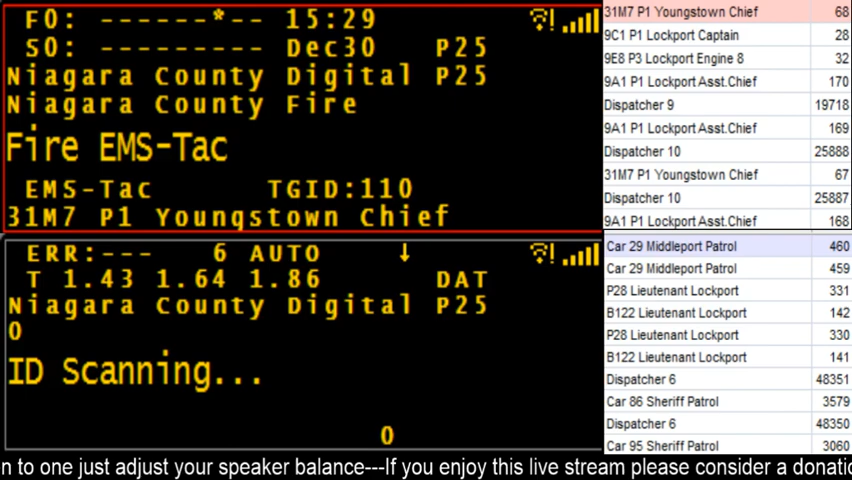 F0: ------*-- 15:29
S0: --------- Dec30 P25
Niagara County Digital P25
Niagara County Fire
Fire EMS-Tac
EMS-Tac TGID:110
31M7 P1 Youngstown Chief
ERR:--- 6 AUTO ↓
T 1.43 1.64 1.86 DAT
Niagara County Digital P25
0
ID Scanning...
0
31M7 P1 Youngstown Chief 68
9C1 P1 Lockport Captain 28
9E8 P3 Lockport Engine 8 32
9A1 P1 Lockport Asst.Chief 170
Dispatcher 9 19718
9A1 P1 Lockport Asst.Chief 169
Dispatcher 10 25888
31M7 P1 Youngstown Chief 67
Dispatcher 10 25887
9A1 P1 Lockport Asst.Chief 168
Car 29 Middleport Patrol 460
Car 29 Middleport Patrol 459
P28 Lieutenant Lockport 331
B122 Lieutenant Lockport 142
P28 Lieutenant Lockport 330
B122 Lieutenant Lockport 141
Dispatcher 6 48351
Car 86 Sheriff Patrol 3579
Dispatcher 6 48350
Car 95 Sheriff Patrol 3060
n to one just adjust your speaker balance---If you enjoy this live stream please consider a donatio